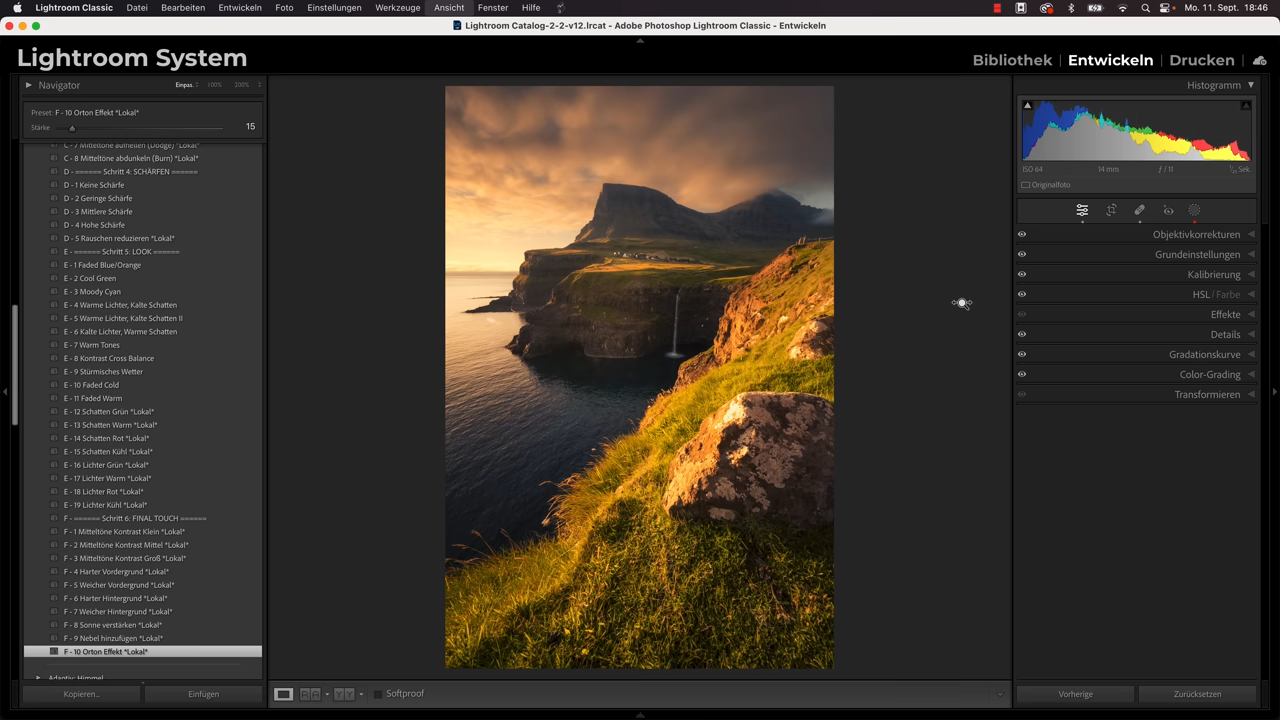 Lightroom Classic Datei Bearbeiten Entwickeln Foto Einstellungen Werkzeuge Ansicht Fenster Hilfe Mo. 11. Sept. 18:46
Lightroom Catalog-2-2-v12.lrcat - Adobe Photoshop Lightroom Classic - Entwickeln
Lightroom System
Bibliothek | Entwickeln | Drucken
Navigator Einpas. 100% 300%
Preset: F - 10 Orton Effekt *Lokal*
Stärke 15
C - 7 Mitteltöne aufhellen (Dodge) *Lokal*
C - 8 Mitteltöne abdunkeln (Burn) *Lokal*
D - ====== Schritt 4: SCHÄRFEN ======
D - 1 Keine Schärfe
D - 2 Geringe Schärfe
D - 3 Mittlere Schärfe
D - 4 Hohe Schärfe
D - 5 Rauschen reduzieren *Lokal*
E - ====== Schritt 5: LOOK ======
E - 1 Faded Blue/Orange
E - 2 Cool Green
E - 3 Moody Cyan
E - 4 Warme Lichter, Kalte Schatten
E - 5 Warme Lichter, Kalte Schatten II
E - 6 Kalte Lichter, Warme Schatten
E - 7 Warm Tones
E - 8 Kontrast Cross Balance
E - 9 Stürmisches Wetter
E - 10 Faded Cold
E - 11 Faded Warm
E - 12 Schatten Grün *Lokal*
E - 13 Schatten Warm *Lokal*
E - 14 Schatten Rot *Lokal*
E - 15 Schatten Kühl *Lokal*
E - 16 Lichter Grün *Lokal*
E - 17 Lichter Warm *Lokal*
E - 18 Lichter Rot *Lokal*
E - 19 Lichter Kühl *Lokal*
F - ====== Schritt 6: FINAL TOUCH ======
F - 1 Mitteltöne Kontrast Klein *Lokal*
F - 2 Mitteltöne Kontrast Mittel *Lokal*
F - 3 Mitteltöne Kontrast Groß *Lokal*
F - 4 Harter Vordergrund *Lokal*
F - 5 Weicher Vordergrund *Lokal*
F - 6 Harter Hintergrund *Lokal*
F - 7 Weicher Hintergrund *Lokal*
F - 8 Sonne verstärken *Lokal*
F - 9 Nebel hinzufügen *Lokal*
F - 10 Orton Effekt *Lokal*
Adaptiv: Himmel
Kopieren... Einfügen
Softproof
Histogramm
ISO 64 14 mm ƒ / 11 Sek.
Originalfoto
Objektivkorrekturen
Grundeinstellungen
Kalibrierung
HSL / Farbe
Effekte
Details
Gradationskurve
Color-Grading
Transformieren
Vorherige Zurücksetzen